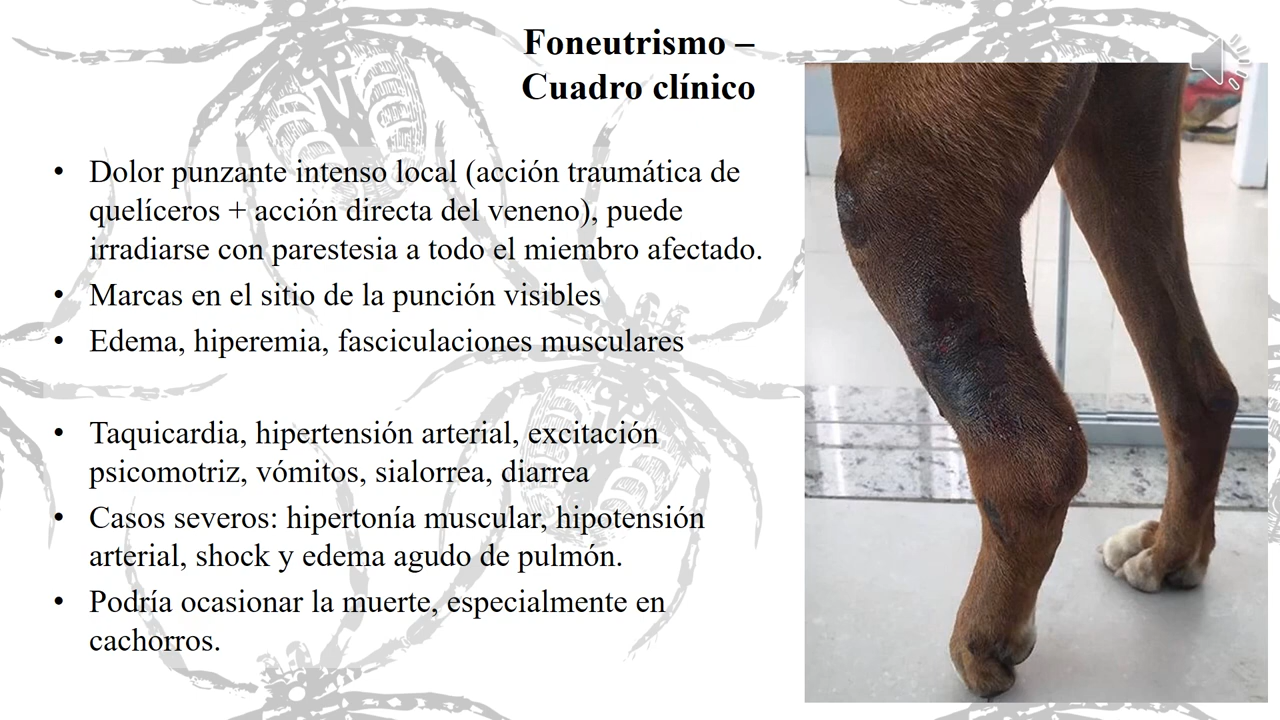 Foneutrismo –
Cuadro clínico
• Dolor punzante intenso local (acción traumática de
quelíceros + acción directa del veneno), puede
irradiarse con parestesia a todo el miembro afectado.
• Marcas en el sitio de la punción visibles
• Edema, hiperemia, fasciculaciones musculares
• Taquicardia, hipertensión arterial, excitación
psicomotriz, vómitos, sialorrea, diarrea
• Casos severos: hipertonía muscular, hipotensión
arterial, shock y edema agudo de pulmón.
• Podría ocasionar la muerte, especialmente en
cachorros.